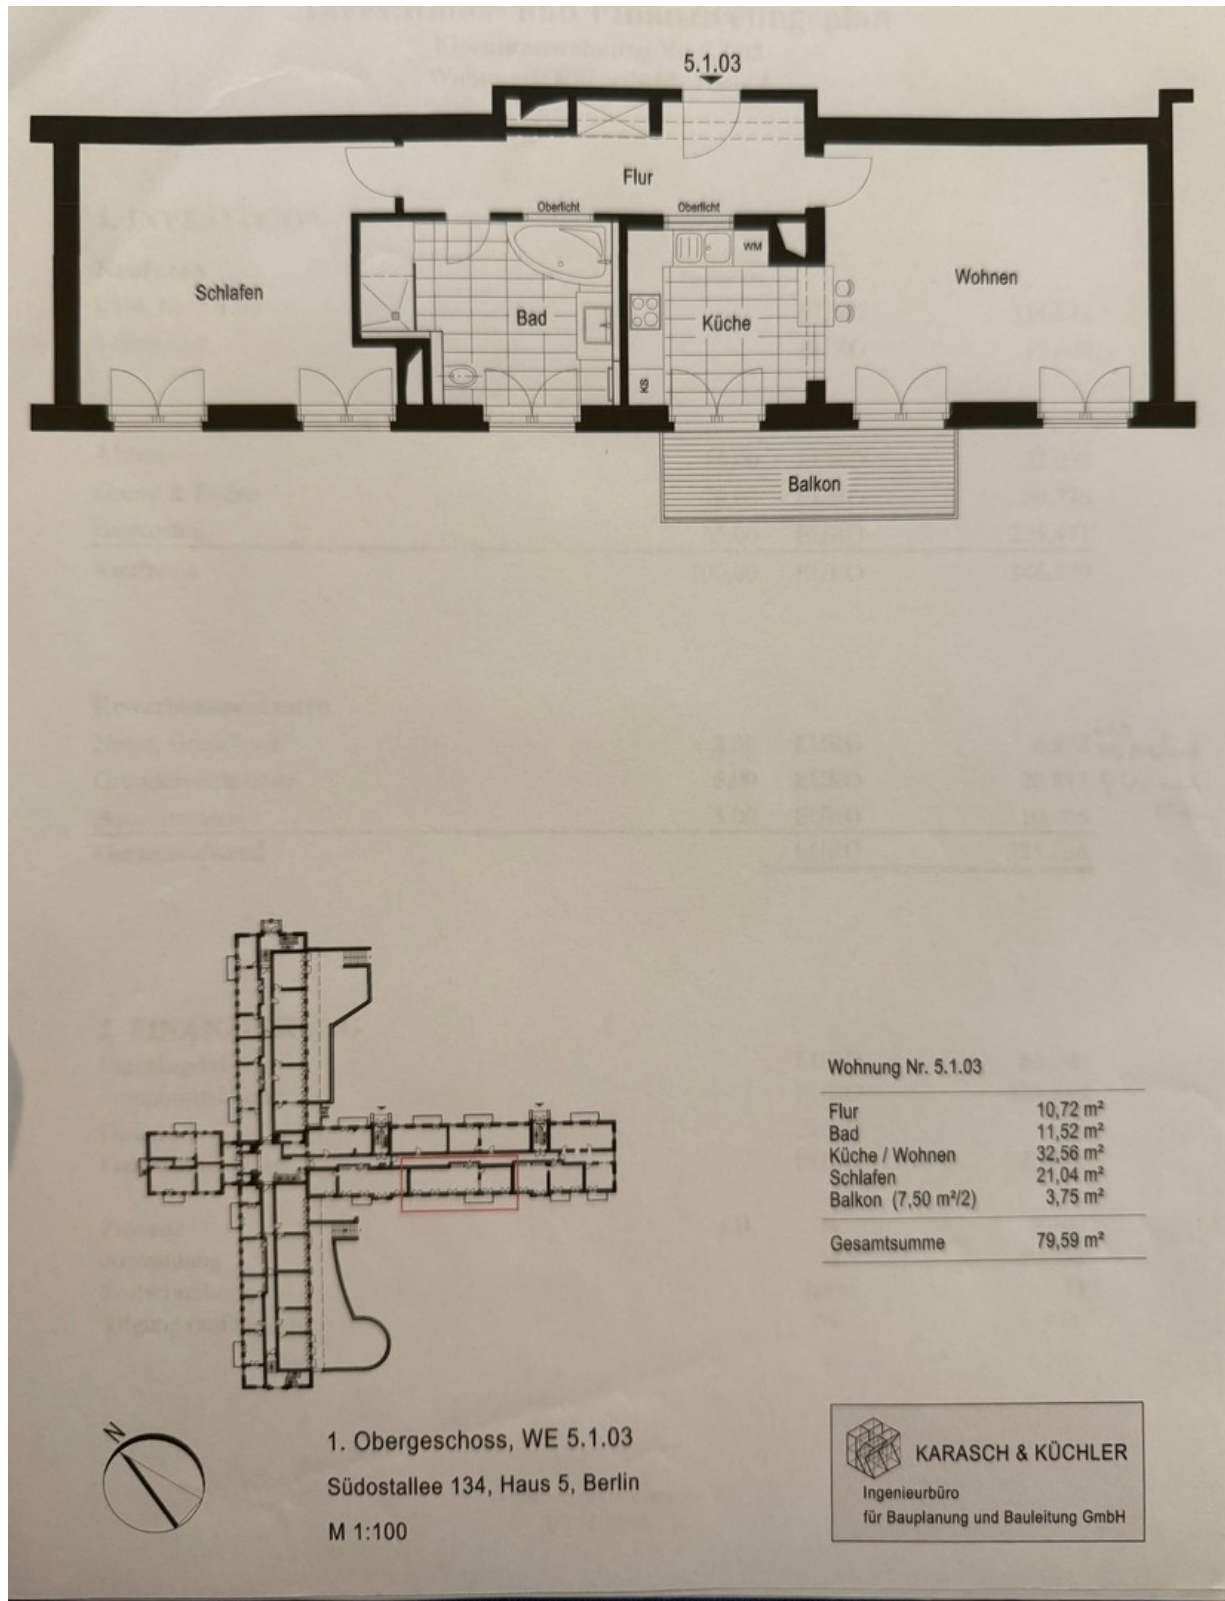 5.1.03
Flur
Oberlicht
Oberlicht
WM
Schlafen
Bad
Küche
Wohnen
KS
Balkon
Wohnung Nr. 5.1.03
Flur 10,72 m²
Bad 11,52 m²
Küche / Wohnen 32,56 m²
Schlafen 21,04 m²
Balkon (7,50 m²/2) 3,75 m²
Gesamtsumme 79,59 m²
N
1. Obergeschoss, WE 5.1.03
Südostallee 134, Haus 5, Berlin
M 1:100
KARASCH & KÜCHLER
Ingenieurbüro
für Bauplanung und Bauleitung GmbH